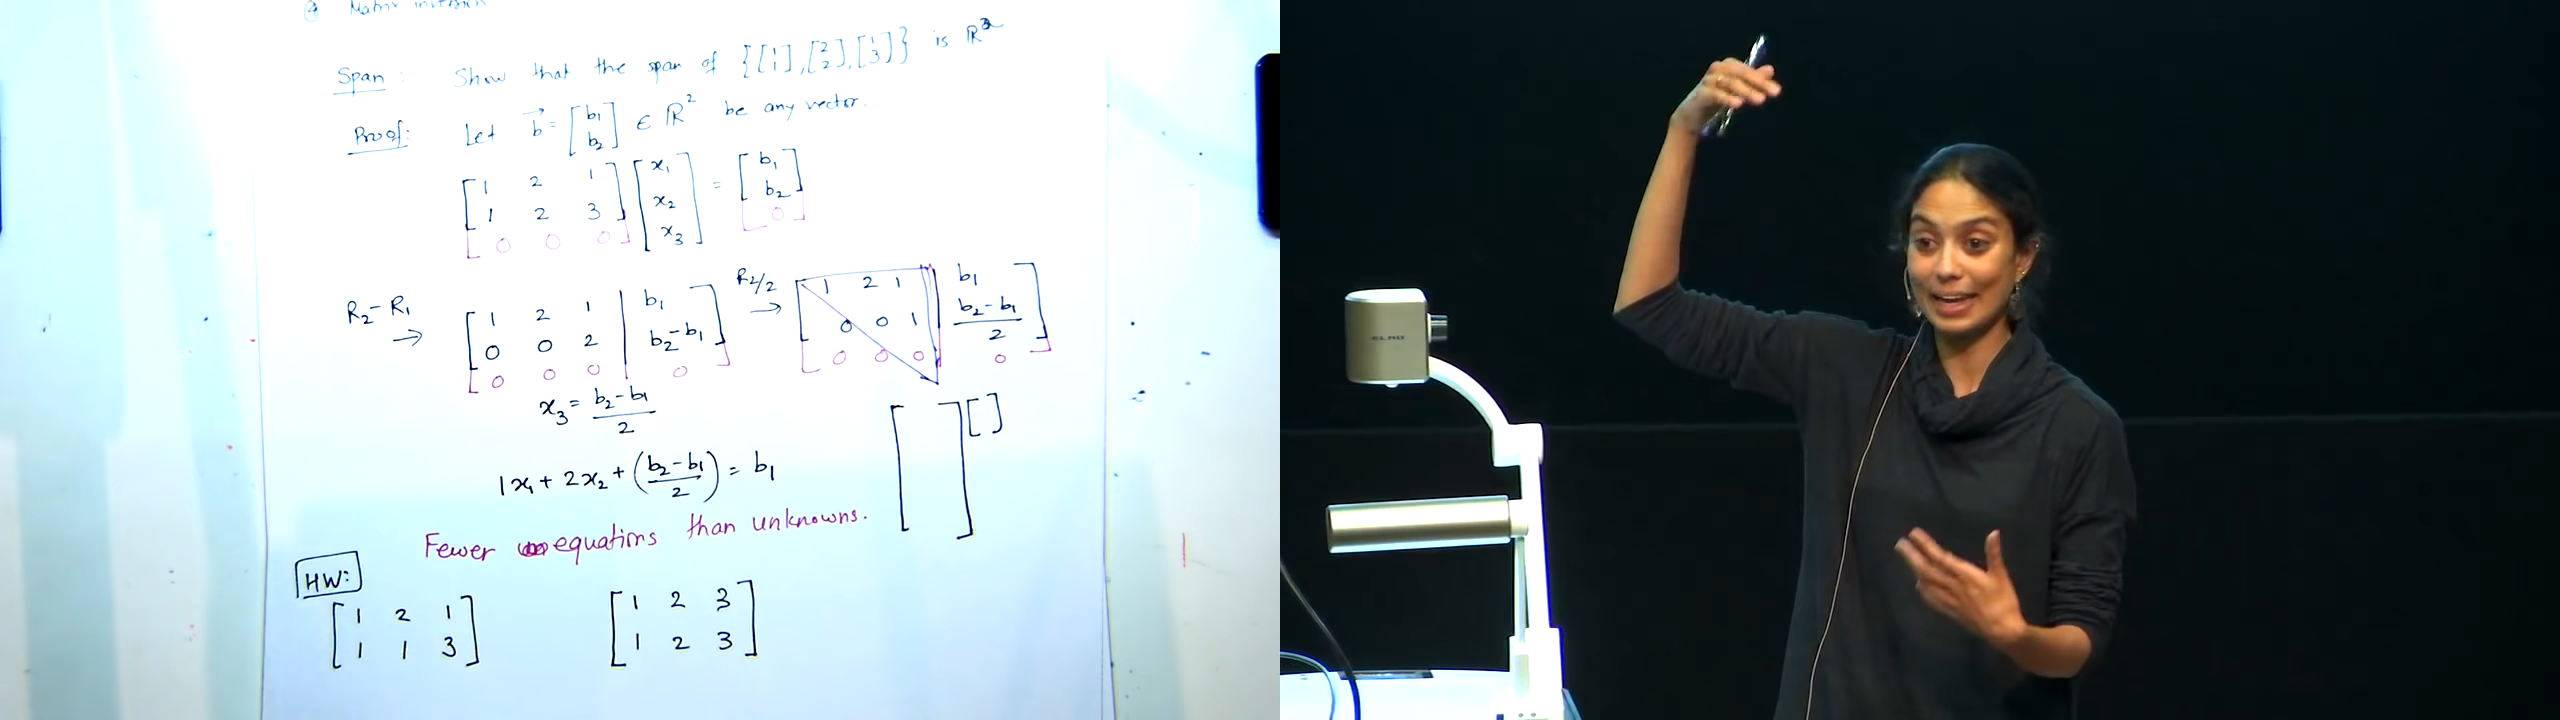 Matrix inversion
Span: Show that the span of {[1 1], [2 2], [1 3]} is R²
Proof: Let b = [b₁ b₂] ∈ R² be any vector.
[1 2 1] [x₁] = [b₁]
[1 2 3] [x₂] [b₂]
[0 0 0] [x₃] [0]
R₂-R₁ → [1 2 1 | b₁] R₂/2 → [1 2 1 | b₁]
[0 0 2 | b₂-b₁] [0 0 1 | (b₂-b₁)/2]
[0 0 0 | 0] [0 0 0 | 0]
x₃ = (b₂-b₁)/2
1x₁ + 2x₂ + ((b₂-b₁)/2) = b₁
Fewer equations than unknowns.
HW:
[1 2 1] [1 2 3]
[1 1 3] [1 2 3]
ELMO